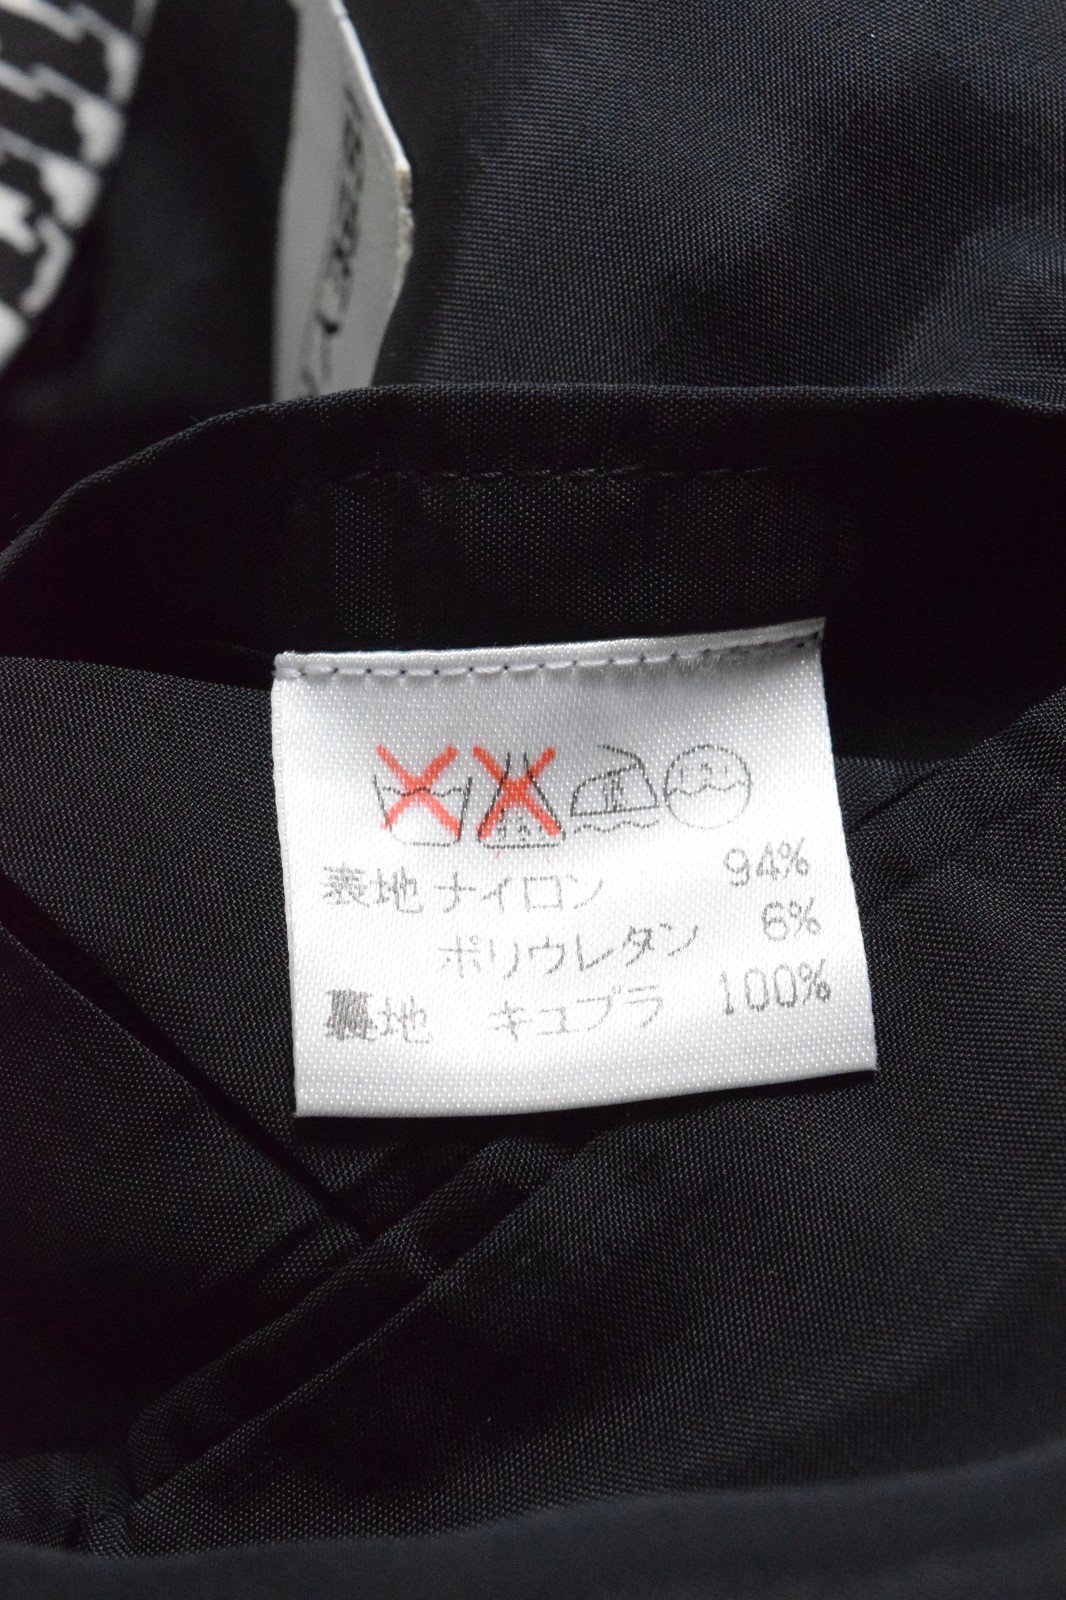 表地 ナイロン 94%
ポリウレタン 6%
裏地 キュプラ 100%